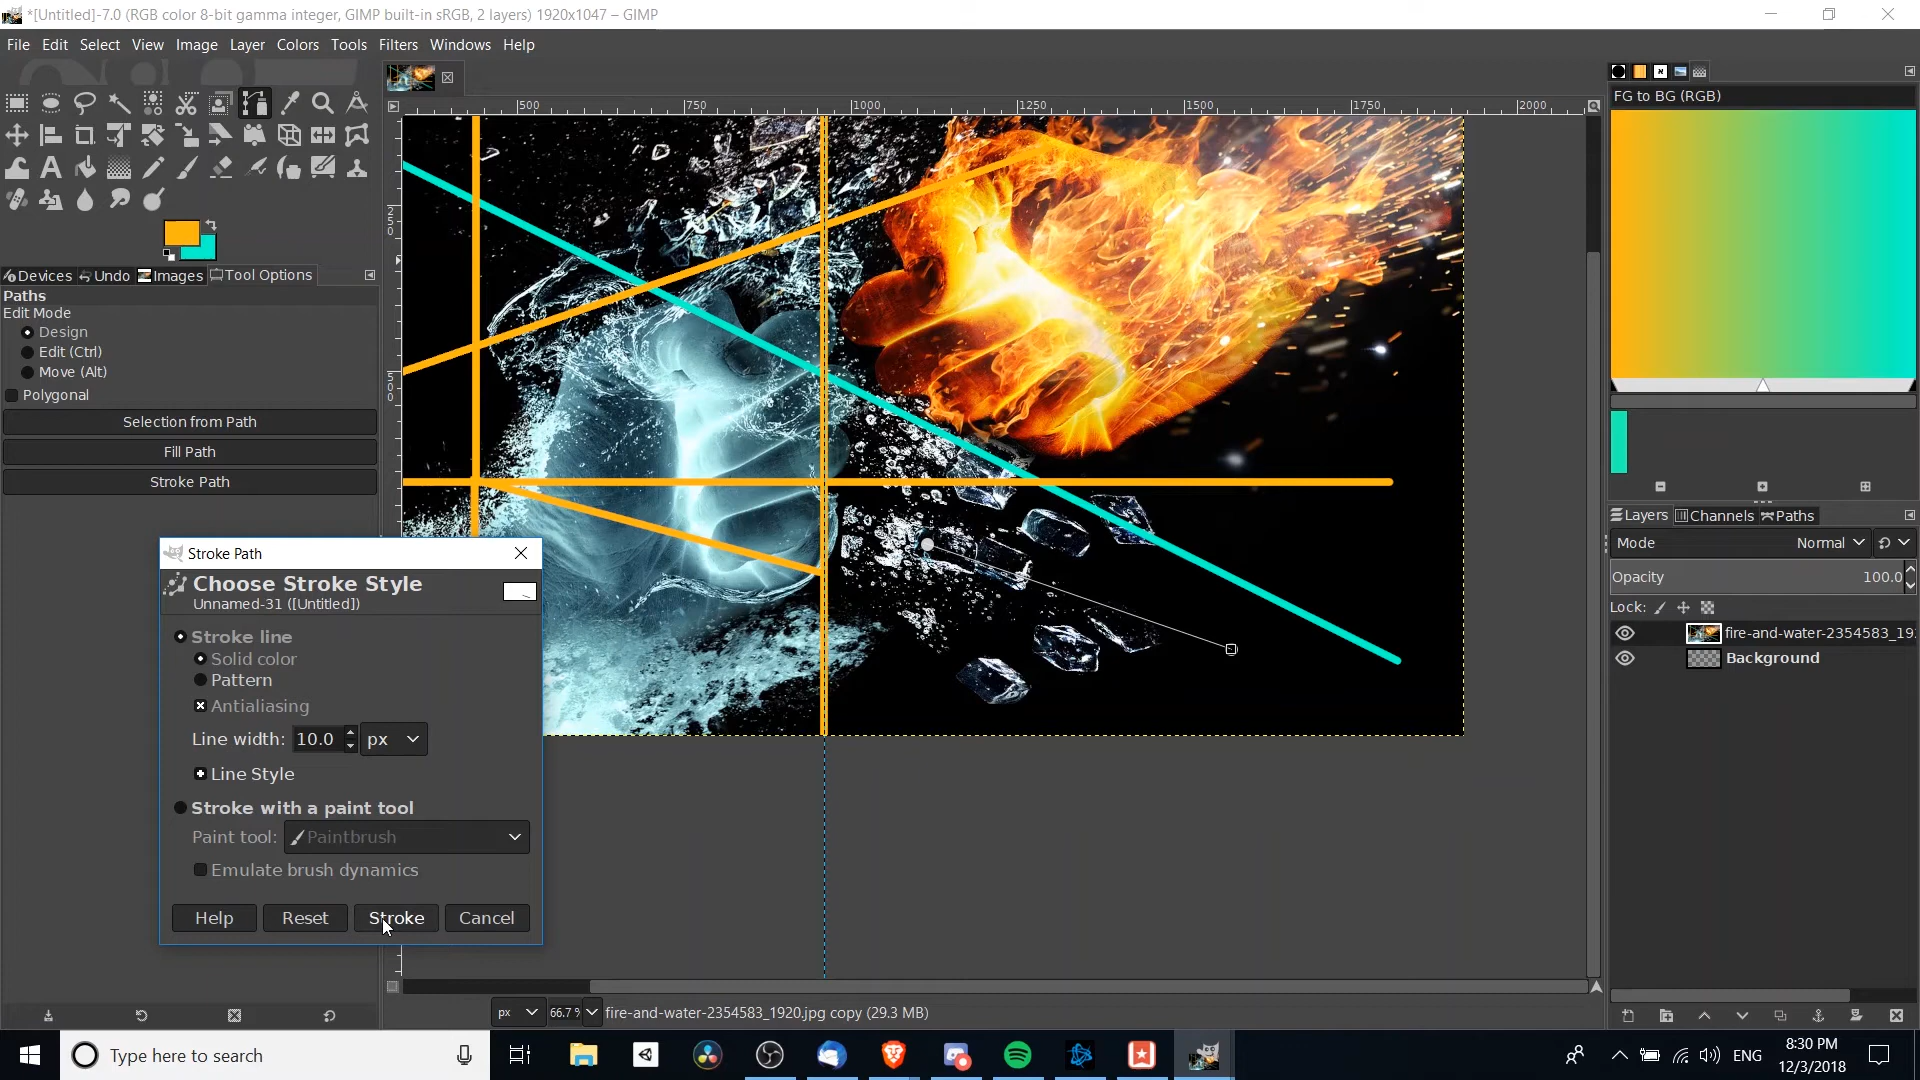 *[Untitled]-7.0 (RGB color 8-bit gamma integer, GIMP built-in sRGB, 2 layers) 1920x1047 – GIMP
File Edit Select View Image Layer Colors Tools Filters Windows Help
500 750 1000 1250 1500 1750 2000
FG to BG (RGB)
250
500
Devices Undo Images Tool Options
Paths
Edit Mode
Design
Edit (Ctrl)
Move (Alt)
Polygonal
Selection from Path
Fill Path
Stroke Path
Layers Channels Paths
Mode Normal
Opacity 100.0
Lock:
fire-and-water-2354583_19
Background
Stroke Path
Choose Stroke Style
Unnamed-31 ([Untitled])
Stroke line
Solid color
Pattern
Antialiasing
Line width: 10.0 px
Line Style
Stroke with a paint tool
Paint tool: Paintbrush
Emulate brush dynamics
Help Reset Stroke Cancel
px 66.7 % fire-and-water-2354583_1920.jpg copy (29.3 MB)
Type here to search
ENG
8:30 PM
12/3/2018